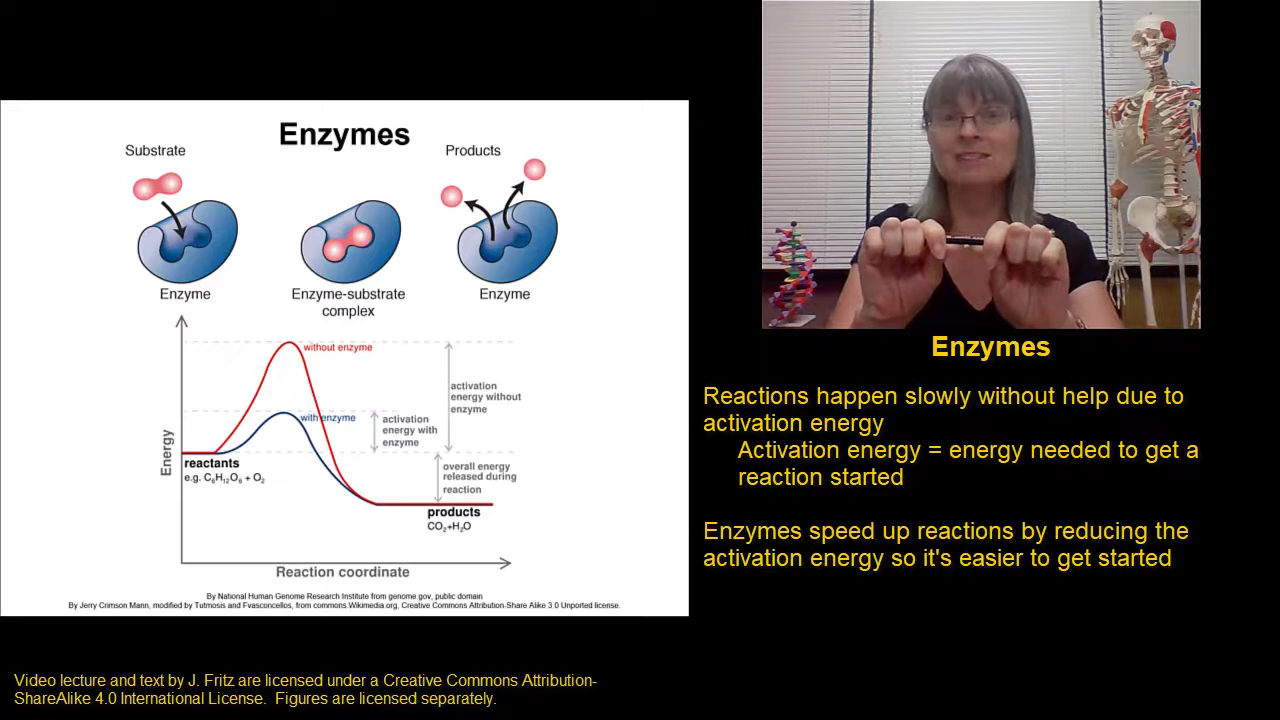 Enzymes
Substrate
Products
Enzyme
Enzyme-substrate
complex
Enzyme
without enzyme
with enzyme
activation
energy without
enzyme
activation
energy with
enzyme
Energy
reactants
e.g. C₆H₁₂O₆ + O₂
overall energy
released during
reaction
products
CO₂+H₂O
Reaction coordinate
By National Human Genome Research Institute from genome.gov, public domain
By Jerry Crimson Mann, modified by Tutmosis and Fvasconcellos, from commons.Wikimedia.org, Creative Commons Attribution-Share Alike 3.0 Unported license.
Enzymes
Reactions happen slowly without help due to
activation energy
Activation energy = energy needed to get a
reaction started
Enzymes speed up reactions by reducing the
activation energy so it's easier to get started
Video lecture and text by J. Fritz are licensed under a Creative Commons Attribution-
ShareAlike 4.0 International License.  Figures are licensed separately.